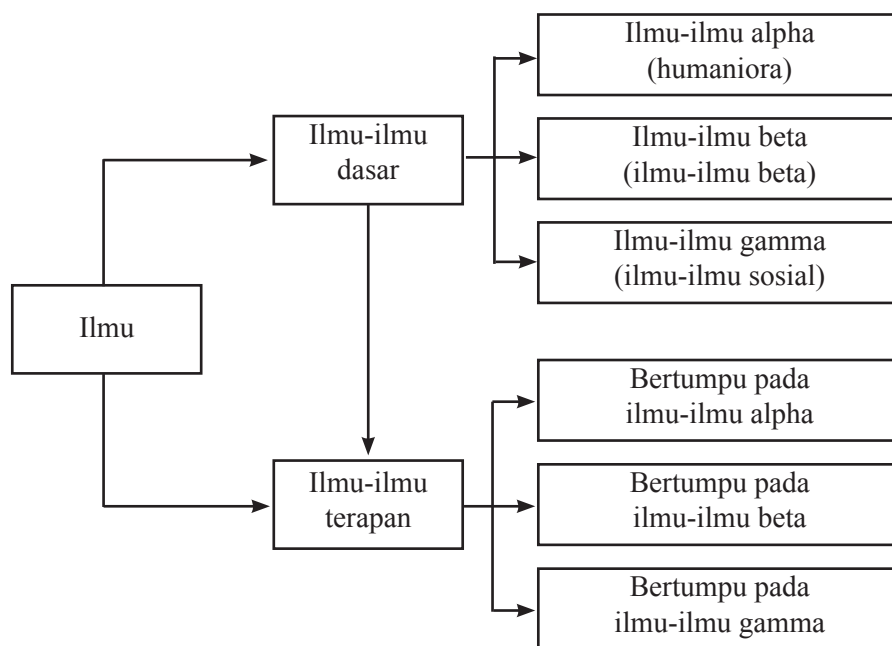 Ilmu-ilmu alpha
(humaniora)
Ilmu-ilmu
dasar
Ilmu-ilmu beta
(ilmu-ilmu beta)
Ilmu-ilmu gamma
(ilmu-ilmu sosial)
Ilmu
Bertumpu pada
ilmu-ilmu alpha
Ilmu-ilmu
terapan
Bertumpu pada
ilmu-ilmu beta
Bertumpu pada
ilmu-ilmu gamma